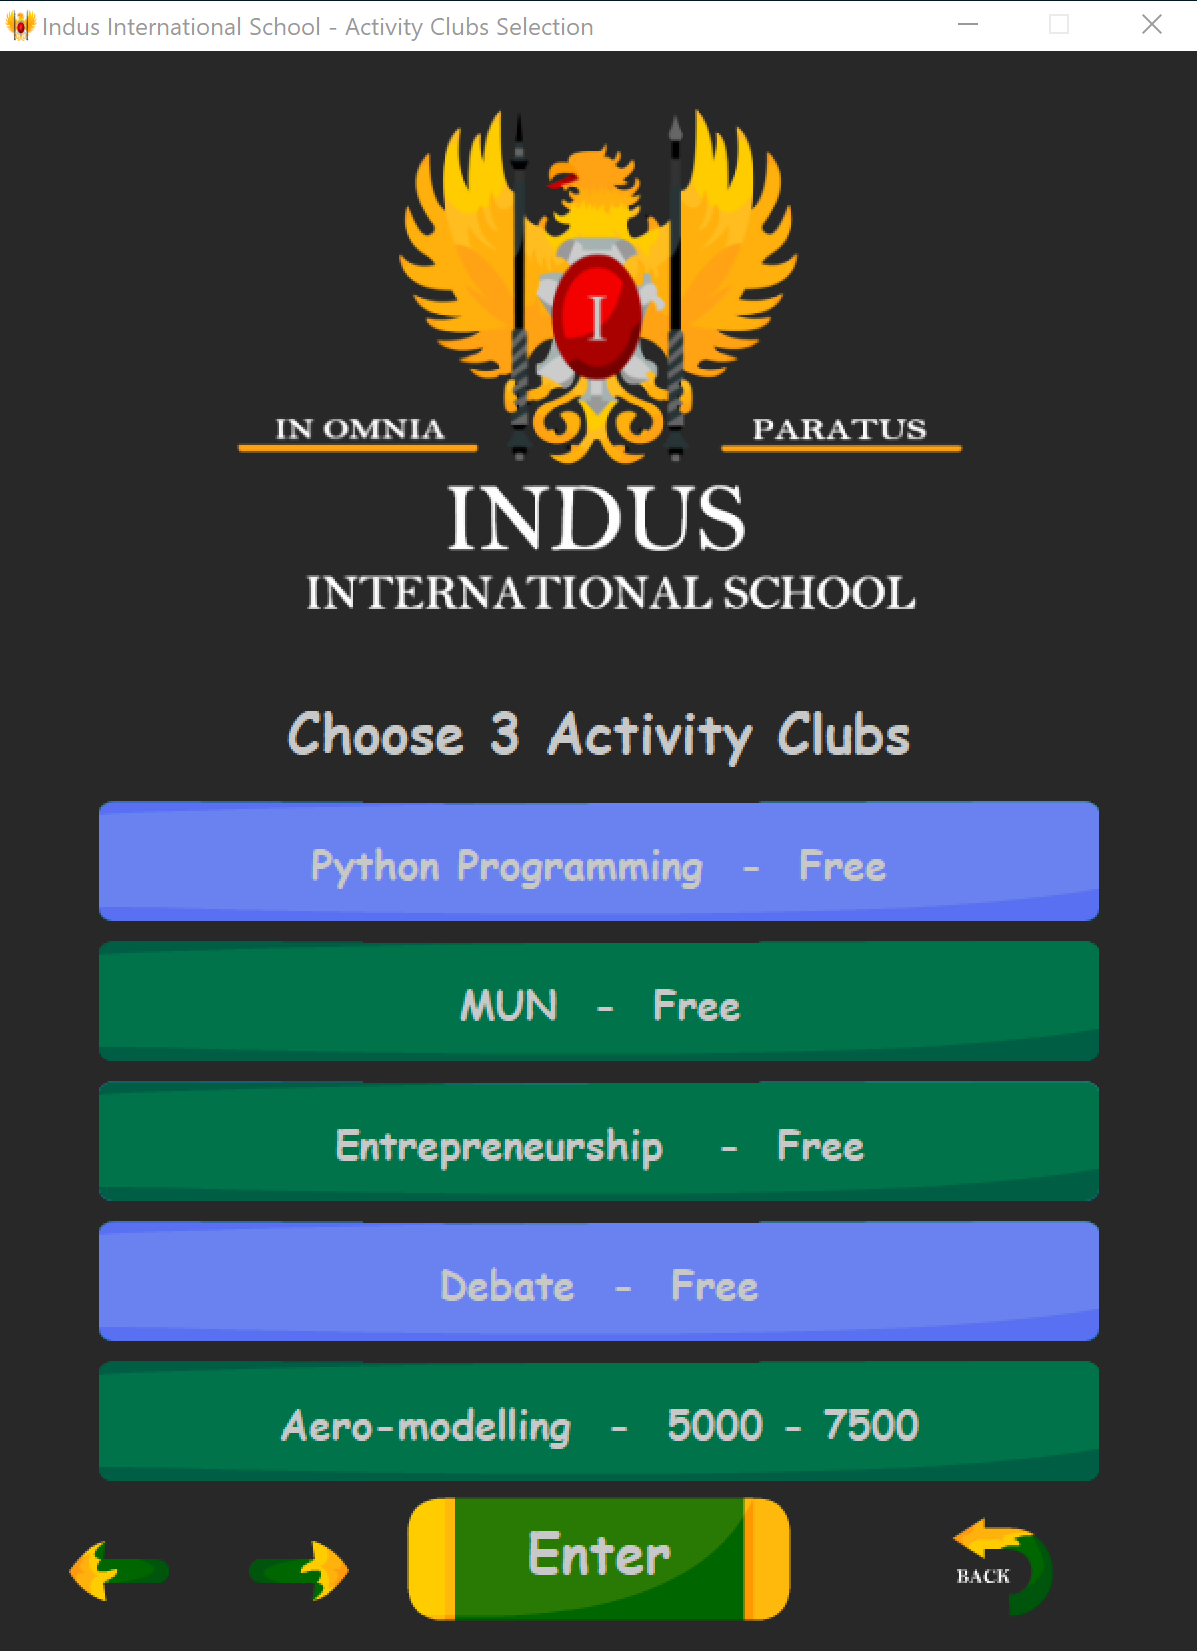 Indus International School - Activity Clubs Selection
I
IN OMNIA PARATUS
INDUS
INTERNATIONAL SCHOOL
Choose 3 Activity Clubs
Python Programming - Free
MUN - Free
Entrepreneurship - Free
Debate - Free
Aero-modelling - 5000 - 7500
Enter
BACK